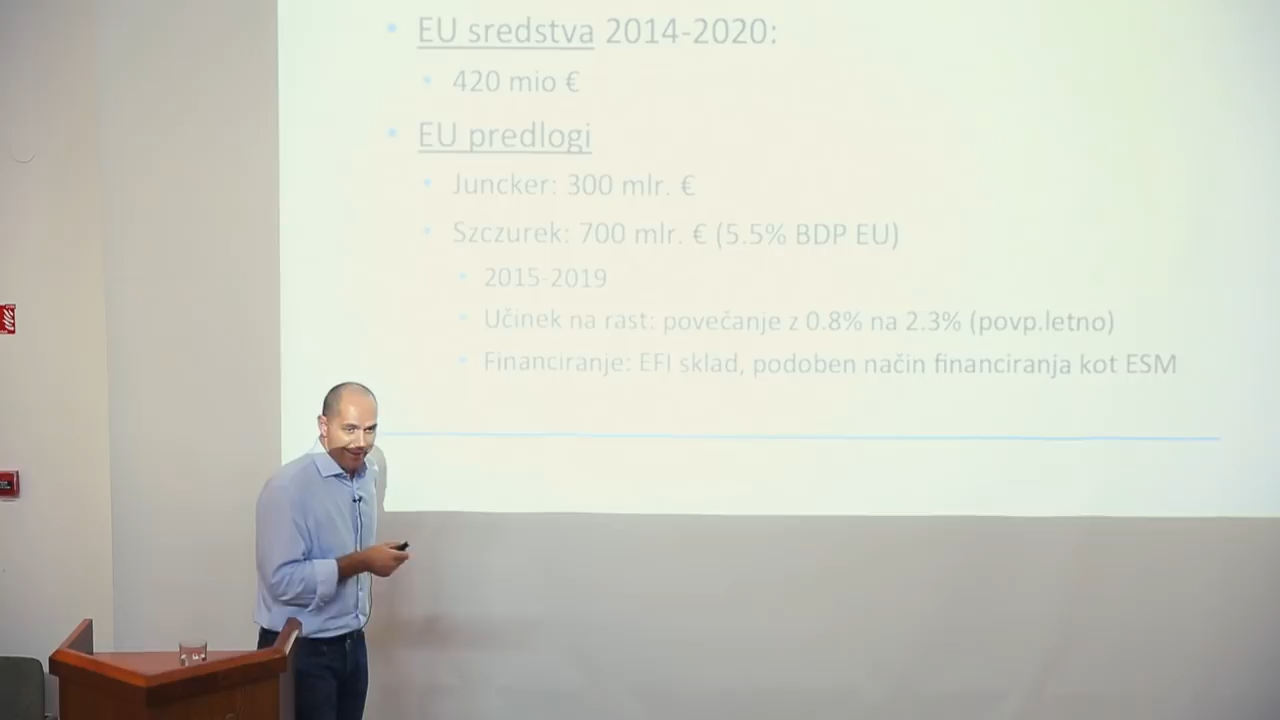 EU sredstva 2014-2020:
420 mio €
EU predlogi
Juncker: 300 mlr. €
Szczurek: 700 mlr. € (5.5% BDP EU)
2015-2019
Učinek na rast: povečanje z 0.8% na 2.3% (povp.letno)
Financiranje: EFI sklad, podoben način financiranja kot ESM